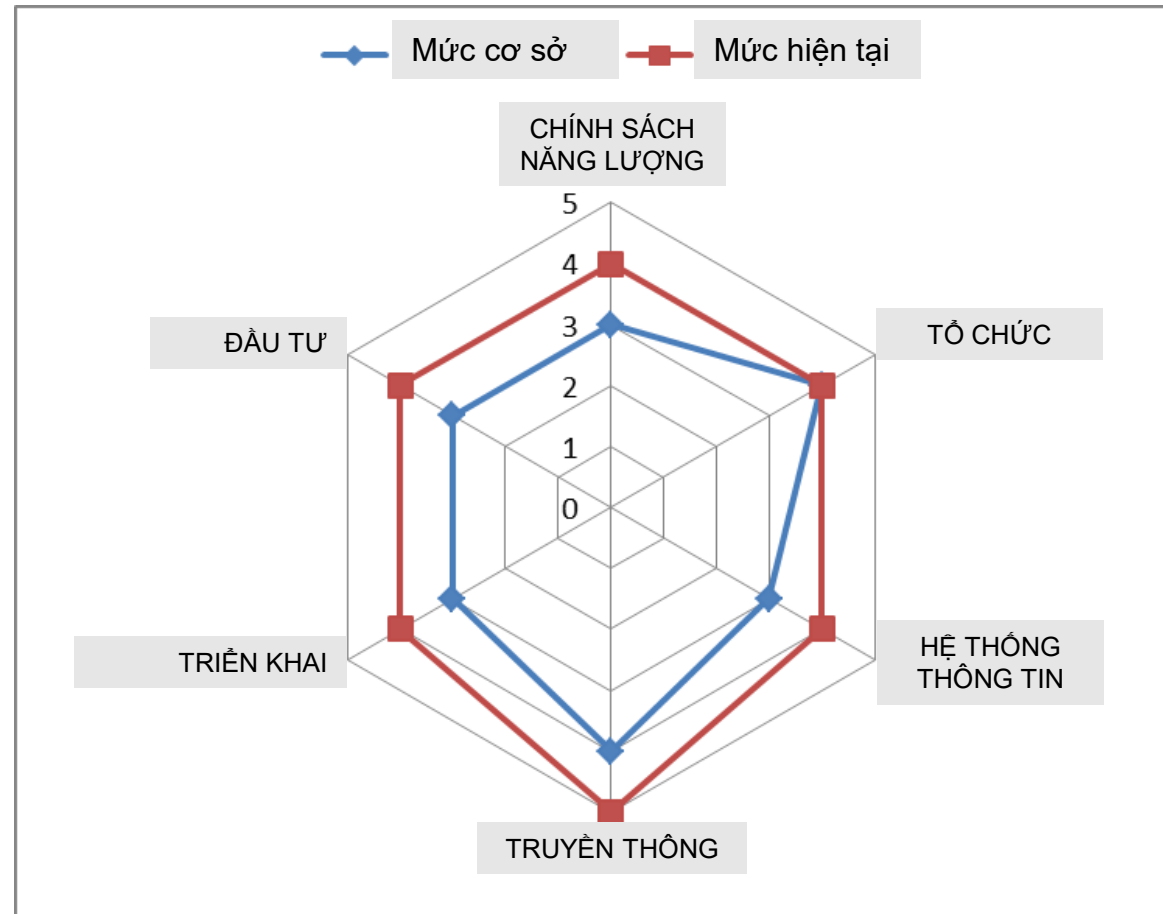 Mức cơ sở
Mức hiện tại
CHÍNH SÁCH
NĂNG LƯỢNG
5
4
3
2
1
0
ĐẦU TƯ
TỔ CHỨC
TRIỂN KHAI
HỆ THỐNG
THÔNG TIN
TRUYỀN THÔNG